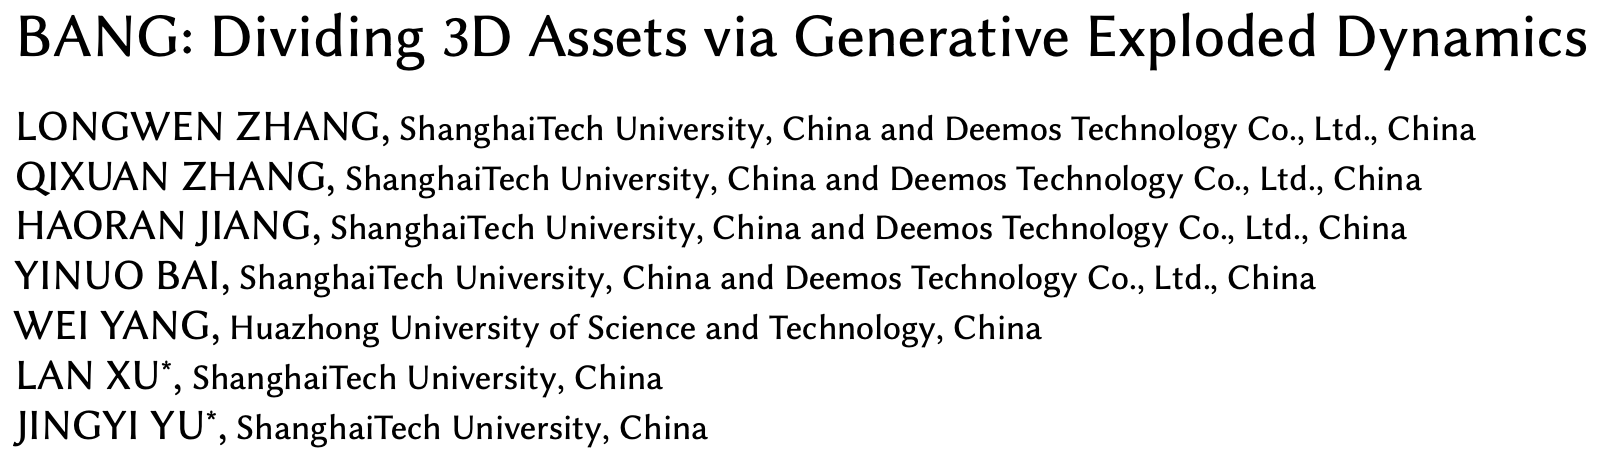 BANG: Dividing 3D Assets via Generative Exploded Dynamics
LONGWEN ZHANG, ShanghaiTech University, China and Deemos Technology Co., Ltd., China
QIXUAN ZHANG, ShanghaiTech University, China and Deemos Technology Co., Ltd., China
HAORAN JIANG, ShanghaiTech University, China and Deemos Technology Co., Ltd., China
YINUO BAI, ShanghaiTech University, China and Deemos Technology Co., Ltd., China
WEI YANG, Huazhong University of Science and Technology, China
LAN XU*, ShanghaiTech University, China
JINGYI YU*, ShanghaiTech University, China